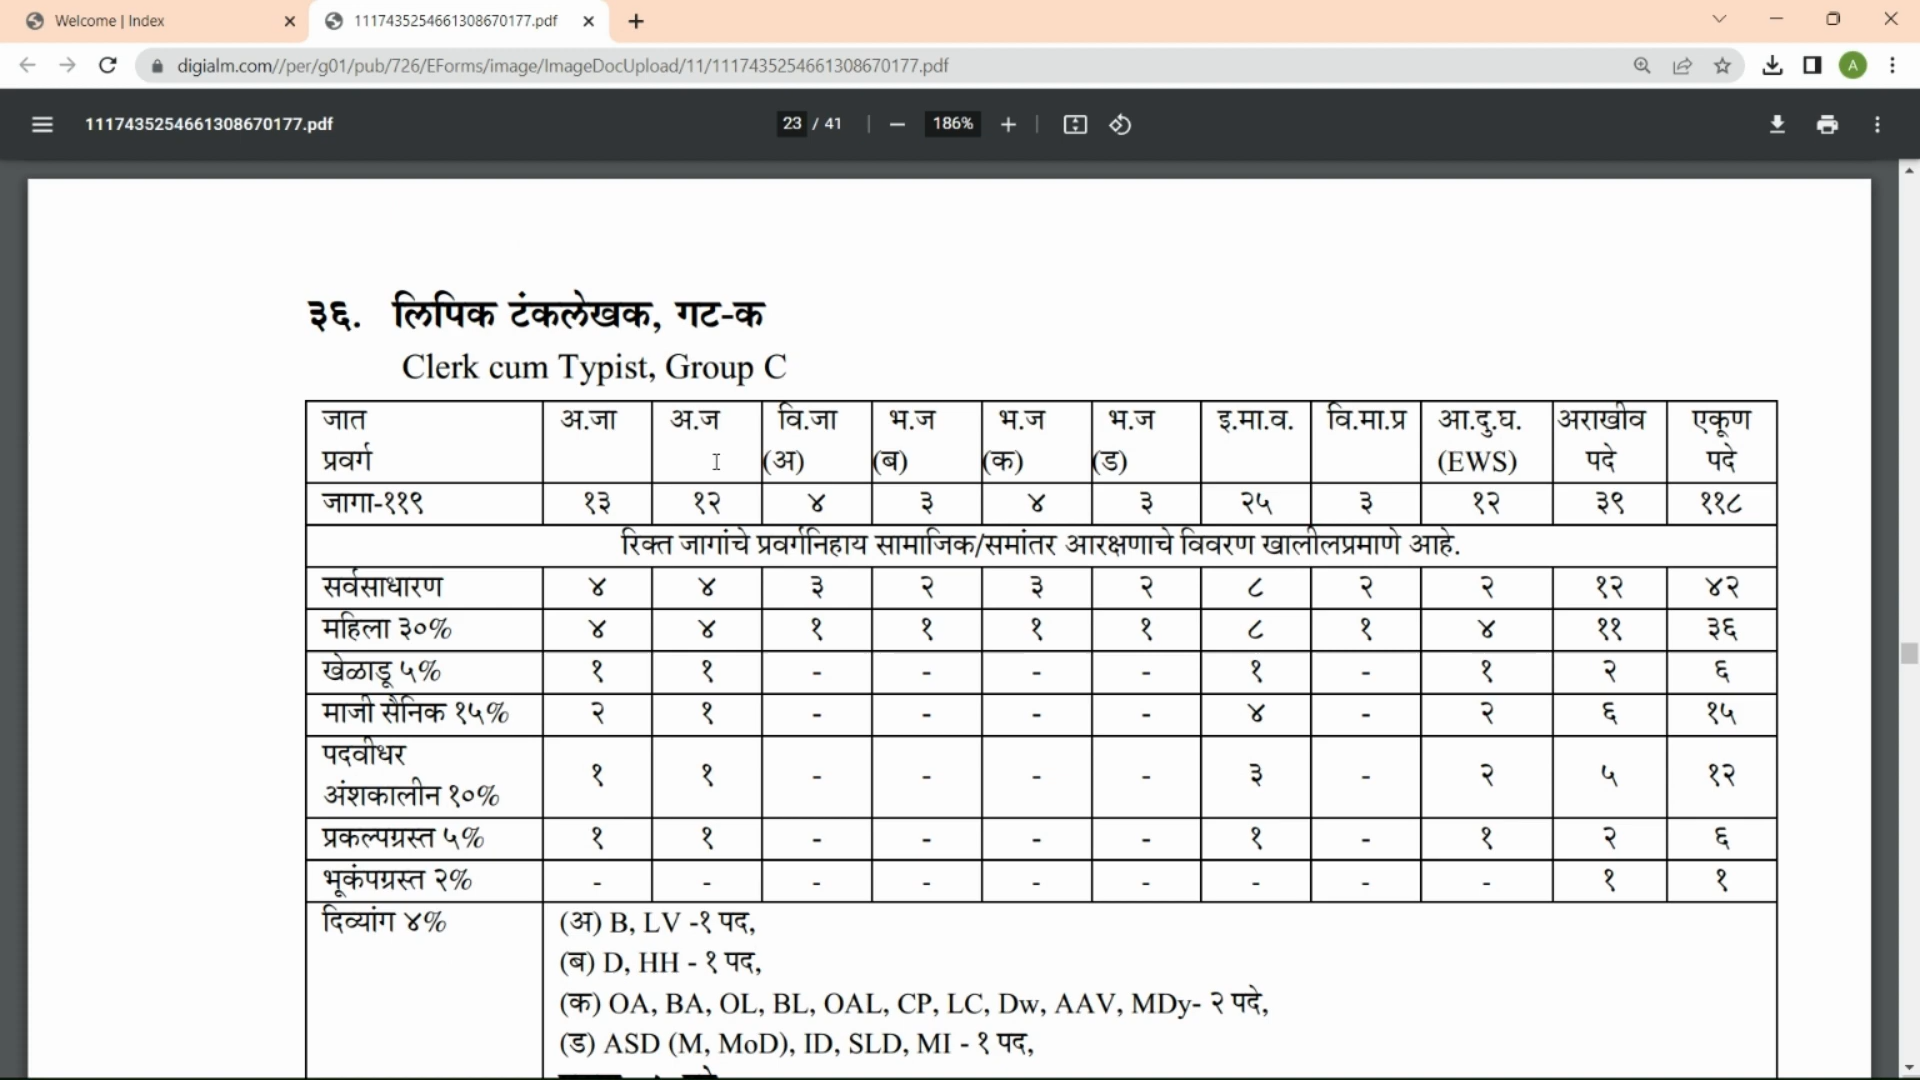 Welcome | Index
1117435254661308670177.pdf
digialm.com//per/g01/pub/726/EForms/image/ImageDocUpload/11/1117435254661308670177.pdf
A
1117435254661308670177.pdf
23 / 41
186%
३६. लिपिक टंकलेखक, गट-क
Clerk cum Typist, Group C
जात प्रवर्ग अ.जा अ.ज वि.जा (अ) भ.ज (ब) भ.ज (क) भ.ज (ड) इ.मा.व. वि.मा.प्र आ.दु.घ. (EWS) अराखीव पदे एकूण पदे
जागा-११९ १३ १२ ४ ३ ४ ३ २५ ३ १२ ३९ ११८
रिक्त जागांचे प्रवर्गनिहाय सामाजिक/समांतर आरक्षणाचे विवरण खालीलप्रमाणे आहे.
सर्वसाधारण ४ ४ ३ २ ३ २ ८ २ २ १२ ४२
महिला ३०% ४ ४ १ १ १ १ ८ १ ४ ११ ३६
खेळाडू ५% १ १ - - - - १ - १ २ ६
माजी सैनिक १५% २ १ - - - - ४ - २ ६ १५
पदवीधर अंशकालीन १०% १ १ - - - - ३ - २ ५ १२
प्रकल्पग्रस्त ५% १ १ - - - - १ - १ २ ६
भूकंपग्रस्त २% - - - - - - - - - १ १
दिव्यांग ४% (अ) B, LV -१ पद,
(ब) D, HH - १ पद,
(क) OA, BA, OL, BL, OAL, CP, LC, Dw, AAV, MDy- २ पदे,
(ड) ASD (M, MoD), ID, SLD, MI - १ पद,